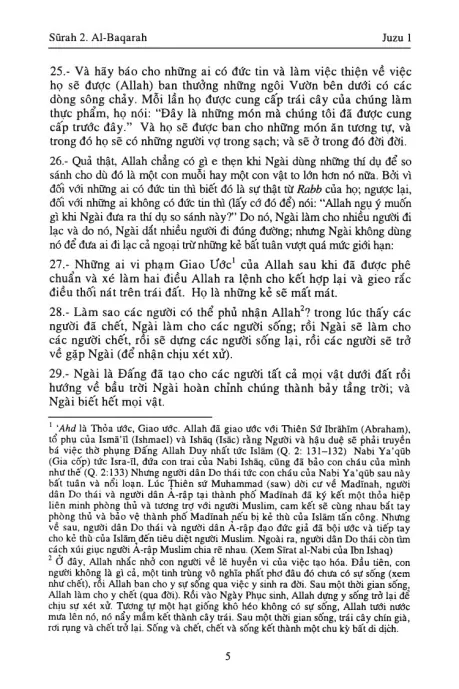 Sūrah 2. Al-Baqarah Juzu 1
25.- Và hãy báo cho những ai có đức tin và làm việc thiện về việc
họ sẽ được (Allah) ban thưởng những ngôi Vườn bên dưới có các
dòng sông chảy. Mỗi lần họ được cung cấp trái cây của chúng làm
thực phẩm, họ nói: “Đây là những món mà chúng tôi đã được cung
cấp trước đây.” Và họ sẽ được ban cho những món ăn tương tự, và
trong đó họ sẽ có những người vợ trong sạch; và sẽ ở trong đó đời đời.
26.- Quả thật, Allah chẳng có gì e thẹn khi Ngài dùng những thí dụ để so
sánh cho dù đó là một con muỗi hay một con vật to lớn hơn nó nữa. Bởi vì
đối với những ai có đức tin thì biết đó là sự thật từ Rabb của họ; ngược lại,
đối với những ai không có đức tin thì (lấy cớ đó để) nói: “Allah ngụ ý muốn
gì khi Ngài đưa ra thí dụ so sánh này?” Do nó, Ngài làm cho nhiều người đi
lạc và do nó, Ngài dắt nhiều người đi đúng đường; nhưng Ngài không dùng
nó để đưa ai đi lạc cả ngoại trừ những kẻ bất tuân vượt quá mức giới hạn:
27.- Những ai vi phạm Giao Ước¹ của Allah sau khi đã được phê
chuẩn và xé làm hai điều Allah ra lệnh cho kết hợp lại và gieo rắc
điều thối nát trên trái đất. Họ là những kẻ sẽ mất mát.
28.- Làm sao các người có thể phủ nhận Allah²? trong lúc thấy các
người đã chết, Ngài làm cho các người sống; rồi Ngài sẽ làm cho
các người chết, rồi sẽ dựng các người sống lại, rồi các người sẽ trở
về gặp Ngài (để nhận chịu xét xử).
29.- Ngài là Đấng đã tạo cho các người tất cả mọi vật dưới đất rồi
hướng về bầu trời Ngài hoàn chỉnh chúng thành bảy tầng trời; và
Ngài biết hết mọi vật.
¹ ‘Ahd là Thỏa ước, Giao ước. Allah đã giao ước với Thiên Sứ Ibrāhīm (Abraham),
tổ phụ của Ismā’īl (Ishmael) và Ishāq (Isāc) rằng Người và hậu duệ sẽ phải truyền
bá việc thờ phụng Đấng Allah Duy nhất tức Islām (Q. 2: 131–132) Nabi Ya’qūb
(Gia cốp) tức Isra-il, đứa con trai của Nabi Ishāq, cũng đã bảo con cháu của mình
như thế (Q. 2:133) Nhưng người dân Do thái tức con cháu của Nabi Ya’qūb sau này
bất tuân và nổi loạn. Lúc Thiên sứ Muhammad (saw) dời cư về Madīnah, người
dân Do thái và người dân Á-rập tại thành phố Madīnah đã ký kết một thỏa hiệp
liên minh phòng thủ và tương trợ với người Muslim, cam kết sẽ cùng nhau bắt tay
phòng thủ và bảo vệ thành phố Madīnah nếu bị kẻ thù của Islām tấn công. Nhưng
về sau, người dân Do thái và người dân Á-rập ngoại đạo đã bội ước và tiếp tay
cho kẻ thù của Islām đến tiêu diệt người Muslim. Ngoài ra, người dân Do thái còn tìm
cách xúi giục người Á-rập Muslim chia rẽ nhau. (Xem Sīrat al-Nabi của Ibn Ishaq)
² Ở đây, Allah nhắc nhở con người về lẽ huyền vi của việc tạo hóa. Đầu tiên, con
người không là gì cả, một tinh trùng vô nghĩa phất phơ đâu đó chưa có sự sống (xem
như chết), rồi Allah ban cho y sự sống qua việc y sinh ra đời. Sau một thời gian sống,
Allah làm cho y chết (qua đời). Rồi vào Ngày Phục sinh, Allah dựng y sống trở lại để
chịu sự xét xử. Tương tự một hạt giống khô héo không có sự sống, Allah tưới nước
mưa lên nó, nó nẩy mầm kết thành cây trái. Sau một thời gian sống, trái cây chín già,
rơi rụng và chết trở lại. Sống và chết, chết và sống kết thành một chu kỳ bất di dịch.
5